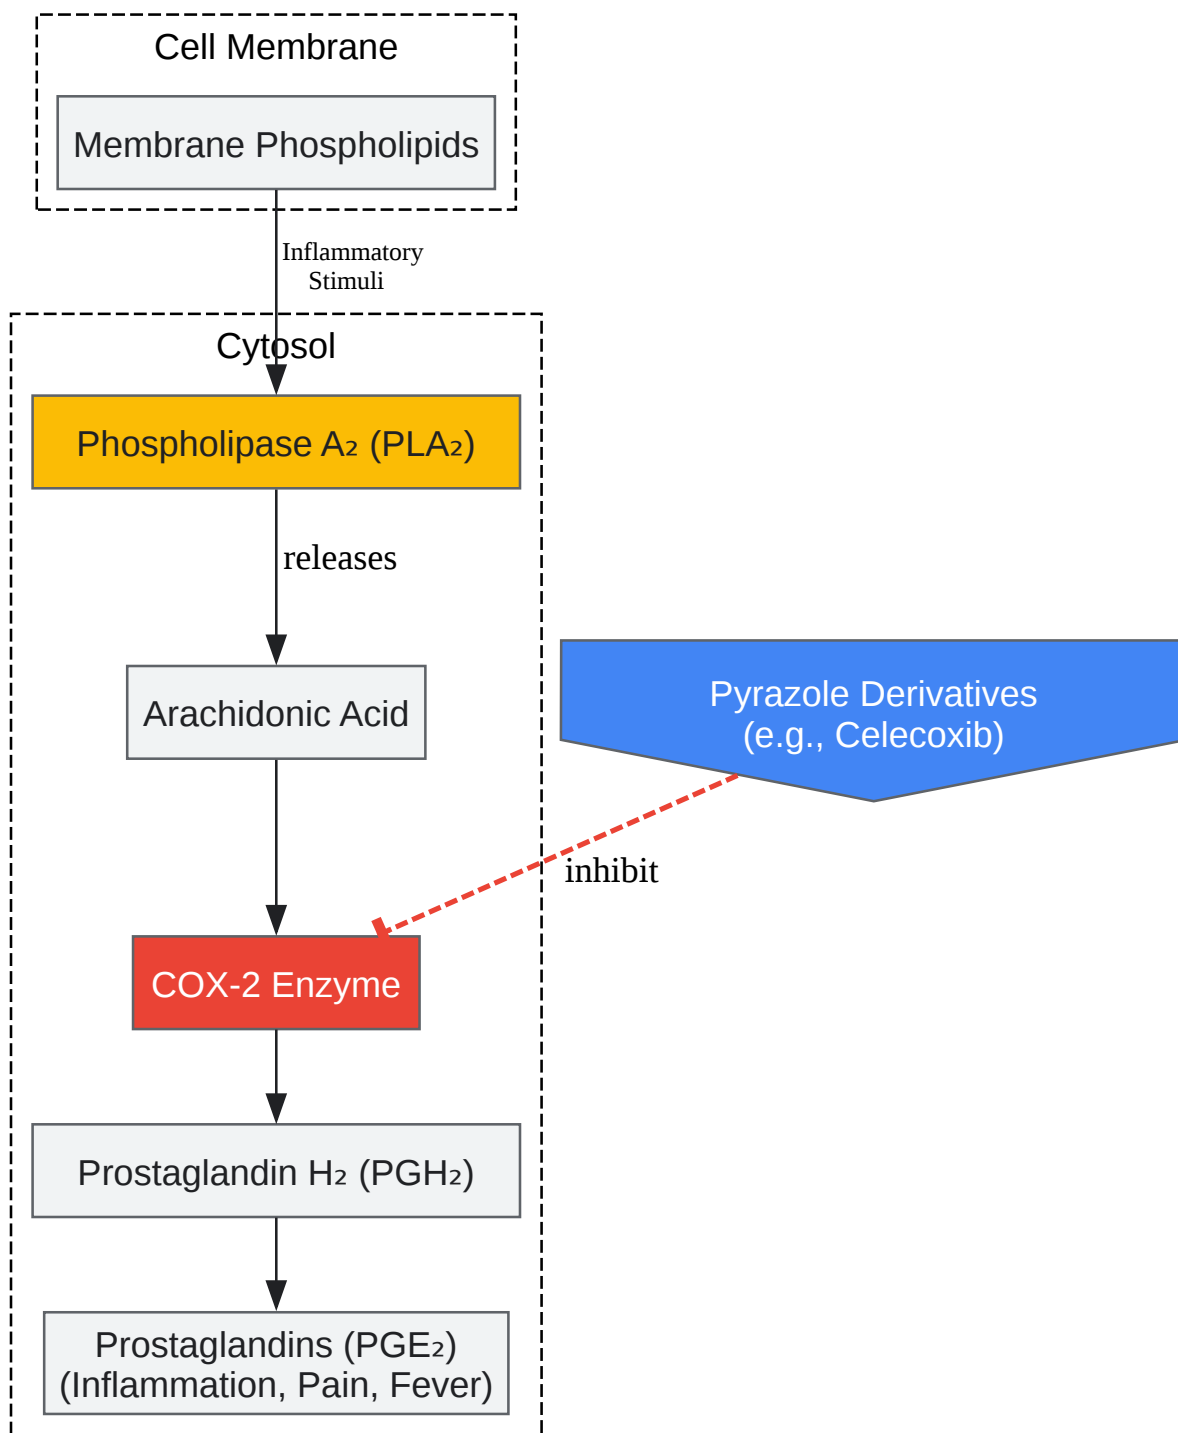 Cell Membrane
Membrane Phospholipids
Inflammatory
Stimuli
Cytosol
Phospholipase A₂ (PLA₂)
releases
Arachidonic Acid
Pyrazole Derivatives
(e.g., Celecoxib)
inhibit
COX-2 Enzyme
Prostaglandin H₂ (PGH₂)
Prostaglandins (PGE₂)
(Inflammation, Pain, Fever)